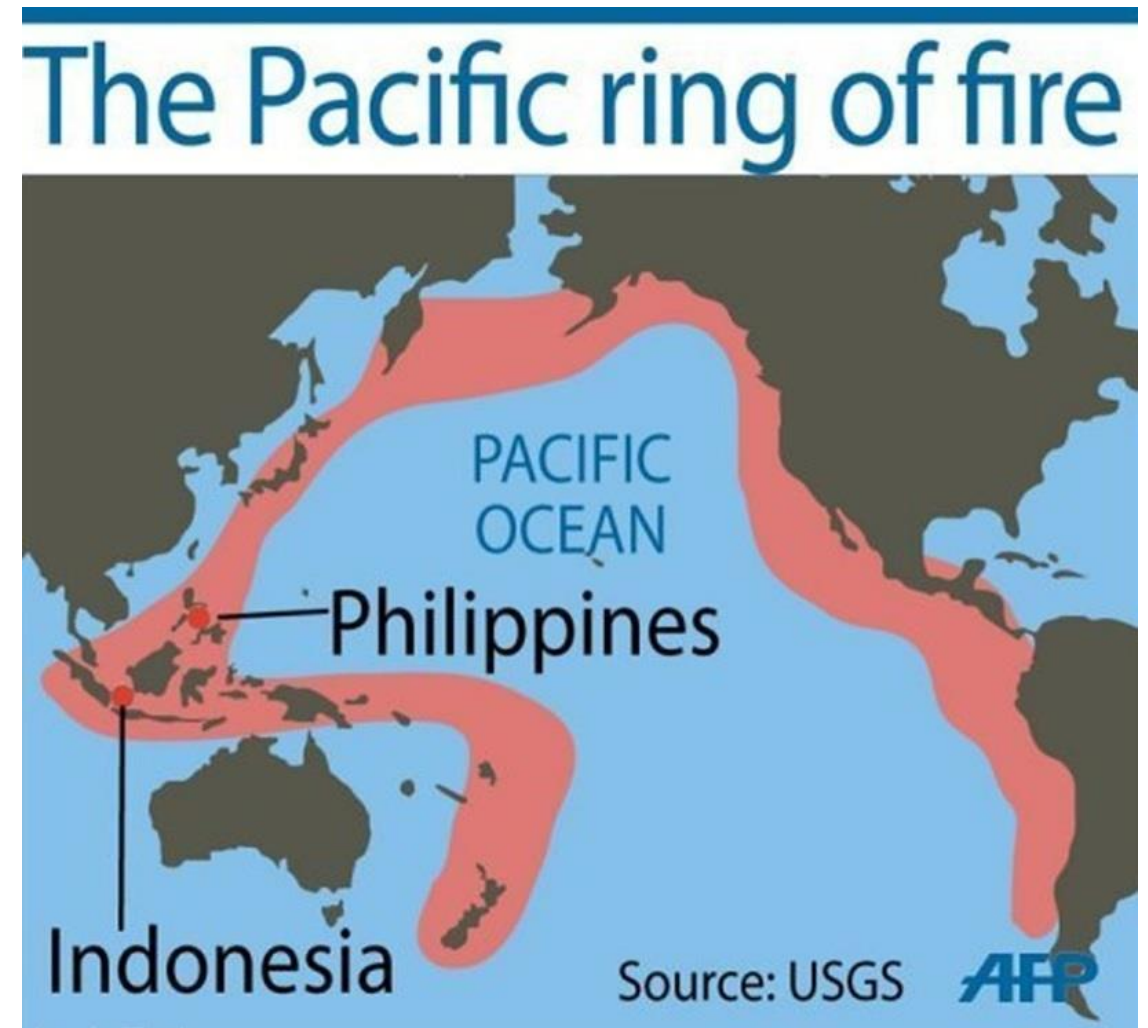 The Pacific ring of fire
PACIFIC
OCEAN
Philippines
Indonesia
Source: USGS AFP